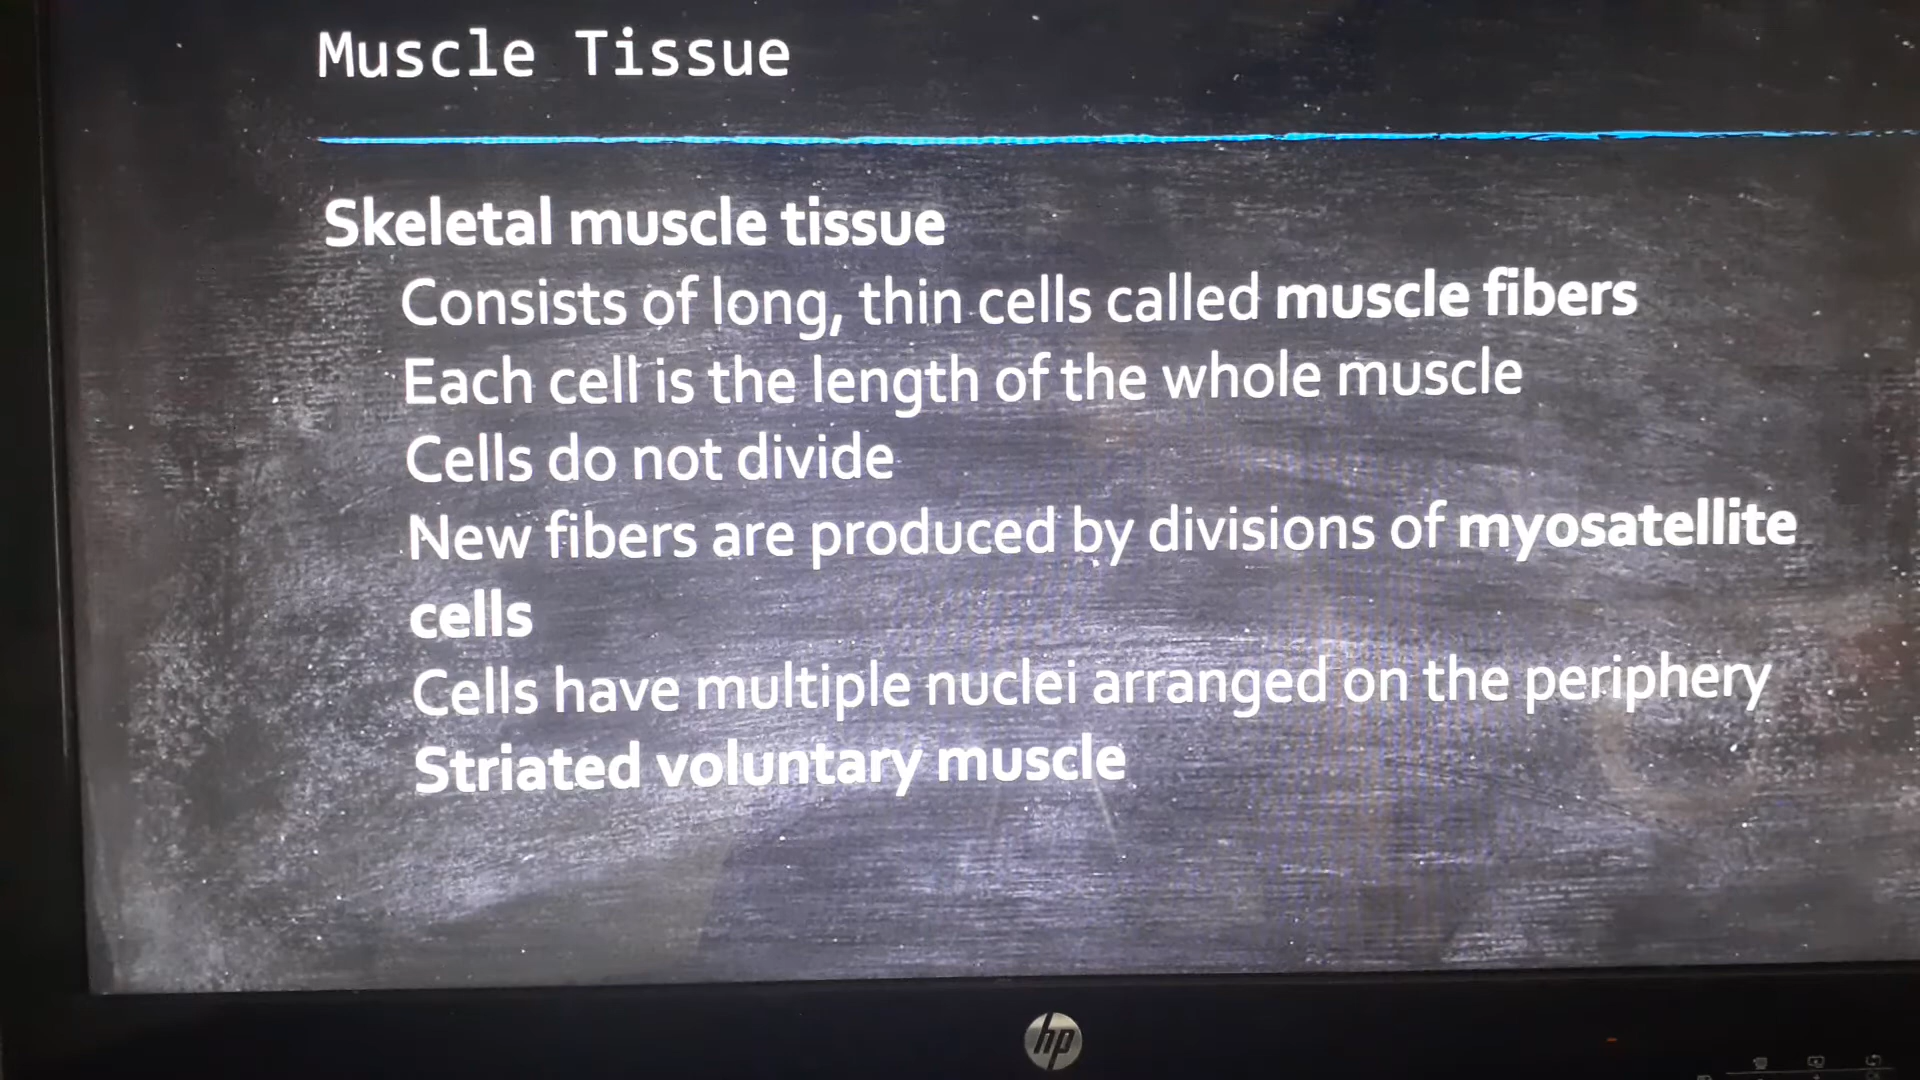 Muscle Tissue
Skeletal muscle tissue
Consists of long, thin cells called muscle fibers
Each cell is the length of the whole muscle
Cells do not divide
New fibers are produced by divisions of myosatellite
cells
Cells have multiple nuclei arranged on the periphery
Striated voluntary muscle
hp